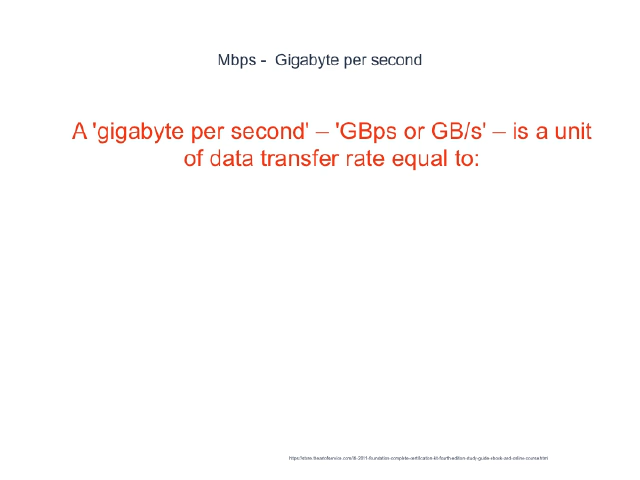 Mbps - Gigabyte per second
A 'gigabyte per second' – 'GBps or GB/s' – is a unit
of data transfer rate equal to: